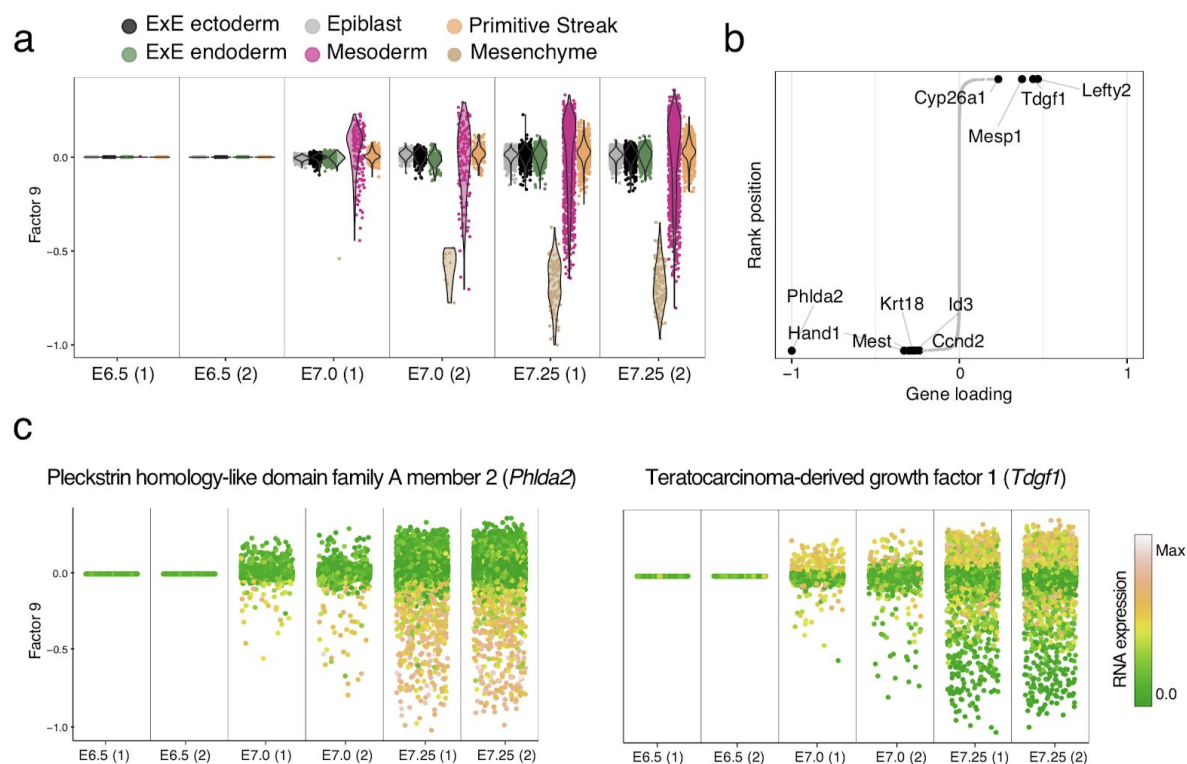 a
ExE ectoderm Epiblast Primitive Streak
ExE endoderm Mesoderm Mesenchyme
Factor 9
0.0
−0.5
−1.0
E6.5 (1) E6.5 (2) E7.0 (1) E7.0 (2) E7.25 (1) E7.25 (2)
b
Rank position
Cyp26a1 Tdgf1 Lefty2
Mesp1
Phlda2 Krt18 Id3
Hand1 Mest Ccnd2
−1 0 1
Gene loading
c
Pleckstrin homology-like domain family A member 2 (Phlda2)
Factor 9
0.0
−0.5
−1.0
E6.5 (1) E6.5 (2) E7.0 (1) E7.0 (2) E7.25 (1) E7.25 (2)
Teratocarcinoma-derived growth factor 1 (Tdgf1)
E6.5 (1) E6.5 (2) E7.0 (1) E7.0 (2) E7.25 (1) E7.25 (2)
RNA expression
Max
0.0